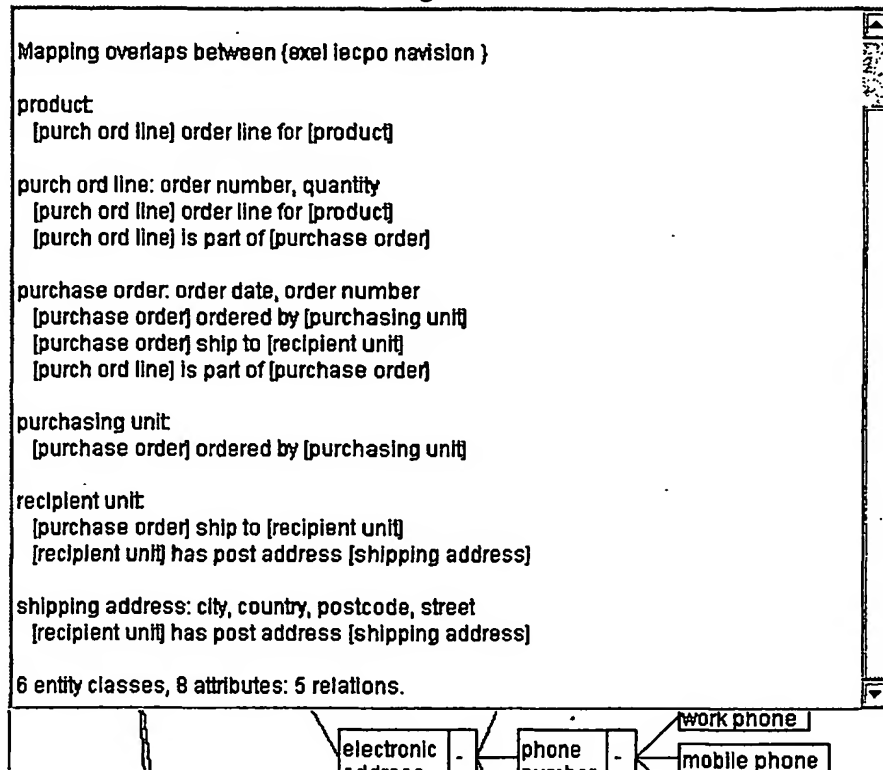 Mapping overlaps between {exel iecpo navision }
product:
[purch ord line] order line for [product]
purch ord line: order number, quantity
[purch ord line] order line for [product]
[purch ord line] is part of [purchase order]
purchase order: order date, order number
[purchase order] ordered by [purchasing unit]
[purchase order] ship to [recipient unit]
[purch ord line] is part of [purchase order]
purchasing unit:
[purchase order] ordered by [purchasing unit]
recipient unit:
[purchase order] ship to [recipient unit]
[recipient unit] has post address [shipping address]
shipping address: city, country, postcode, street
[recipient unit] has post address [shipping address]
6 entity classes, 8 attributes: 5 relations.
work phone
electronic - phone -
mobile phone